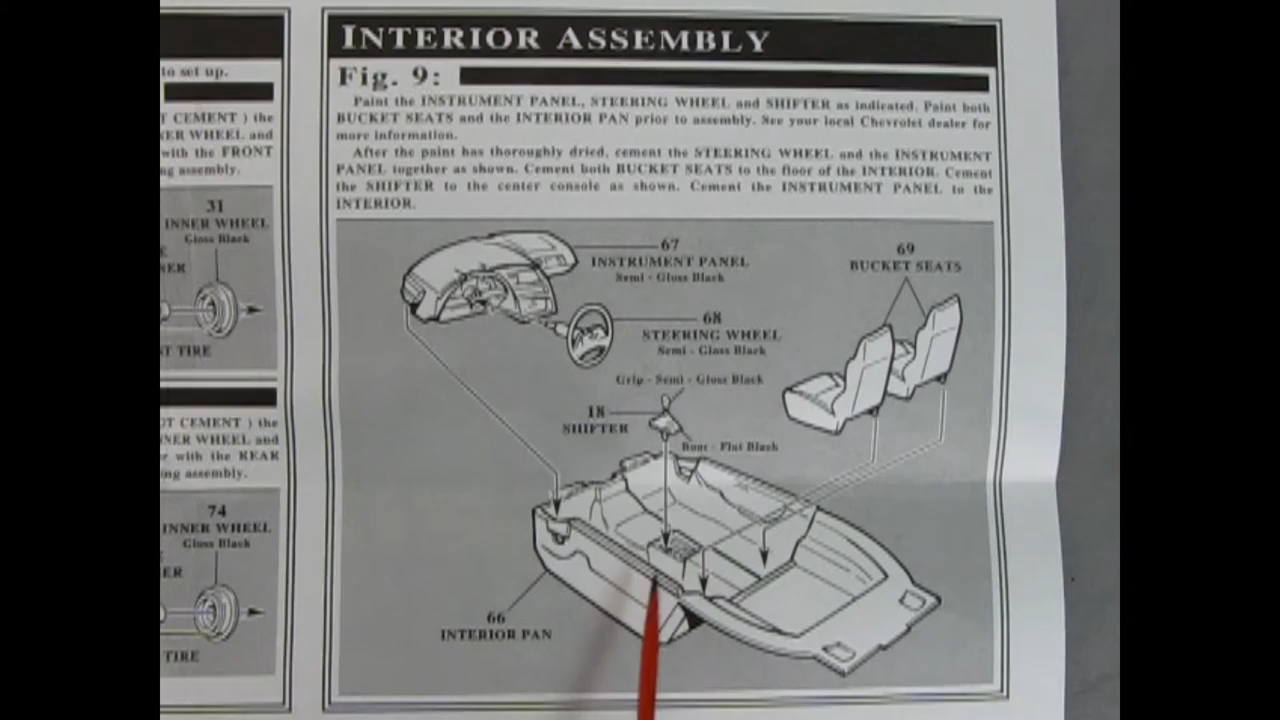 to set up.
T CEMENT ) the
NER WHEEL and
with the FRONT
ng assembly.
31
INNER WHEEL
Gloss Black
NER
T TIRE
OT CEMENT ) the
NER WHEEL and
r with the REAR
ng assembly.
74
INNER WHEEL
Gloss Black
ER
TIRE
INTERIOR ASSEMBLY
Fig. 9:
Paint the INSTRUMENT PANEL, STEERING WHEEL and SHIFTER as indicated. Paint both
BUCKET SEATS and the INTERIOR PAN prior to assembly. See your local Chevrolet dealer for
more information.
After the paint has thoroughly dried, cement the STEERING WHEEL and the INSTRUMENT
PANEL together as shown. Cement both BUCKET SEATS to the floor of the INTERIOR. Cement
the SHIFTER to the center console as shown. Cement the INSTRUMENT PANEL to the
INTERIOR.
67
INSTRUMENT PANEL
Semi - Gloss Black
69
BUCKET SEATS
68
STEERING WHEEL
Semi - Gloss Black
Grip - Semi - Gloss Black
18
SHIFTER
Boot - Flat Black
66
INTERIOR PAN